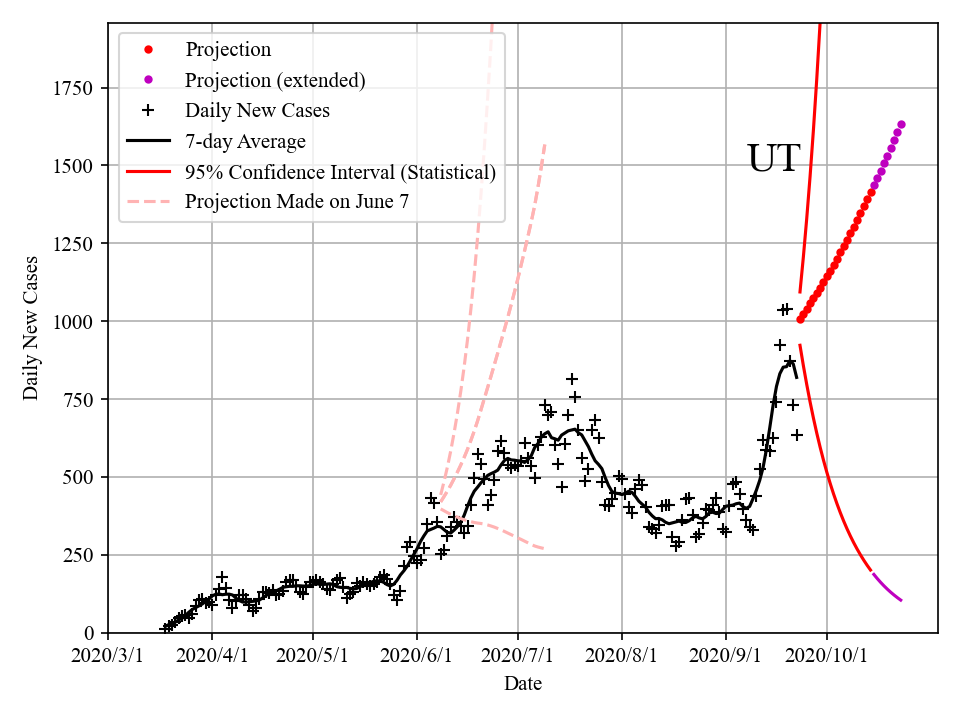 Projection
Projection (extended)
Daily New Cases
7-day Average
95% Confidence Interval (Statistical)
Projection Made on June 7
UT
1750
1500
1250
1000
750
500
250
0
Daily New Cases
2020/3/1 2020/4/1 2020/5/1 2020/6/1 2020/7/1 2020/8/1 2020/9/1 2020/10/1
Date